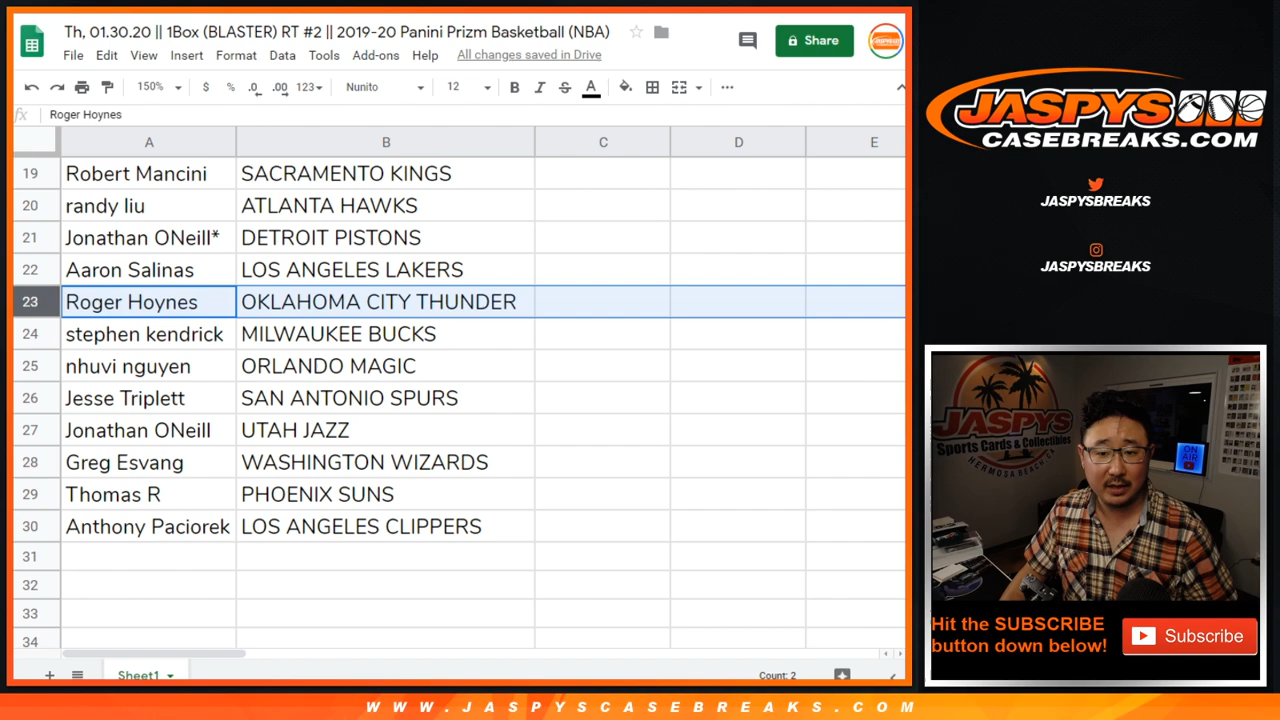 Th, 01.30.20 || 1Box (BLASTER) RT #2 || 2019-20 Panini Prizm Basketball (NBA)
File Edit View Insert Format Data Tools Add-ons Help All changes saved in Drive
Share
150% $ % .0 .00 123 Nunito 12 B I S A
fx Roger Hoynes
A B C D E
19 Robert Mancini SACRAMENTO KINGS
20 randy liu ATLANTA HAWKS
21 Jonathan ONeill* DETROIT PISTONS
22 Aaron Salinas LOS ANGELES LAKERS
23 Roger Hoynes OKLAHOMA CITY THUNDER
24 stephen kendrick MILWAUKEE BUCKS
25 nhuvi nguyen ORLANDO MAGIC
26 Jesse Triplett SAN ANTONIO SPURS
27 Jonathan ONeill UTAH JAZZ
28 Greg Esvang WASHINGTON WIZARDS
29 Thomas R PHOENIX SUNS
30 Anthony Paciorek LOS ANGELES CLIPPERS
31
32
33
34
Sheet1
Count: 2
JASPYS
CASEBREAKS.COM
JASPYSBREAKS
JASPYSBREAKS
JASPYS
Sports Cards & Collectibles
HERMOSA BEACH, CA
ON AIR
Hit the SUBSCRIBE
button down below!
Subscribe
WWW.JASPYSCASEBREAKS.COM